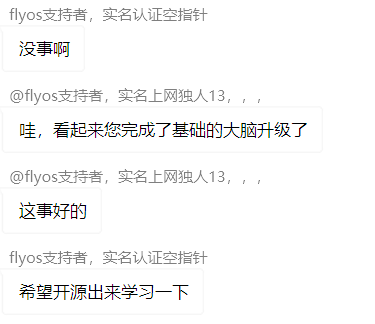 flyos支持者，实名认证空指针
没事啊
@flyos支持者，实名上网独人13，，，
哇，看起来您完成了基础的大脑升级了
@flyos支持者，实名上网独人13，，，
这事好的
flyos支持者，实名认证空指针
希望开源出来学习一下